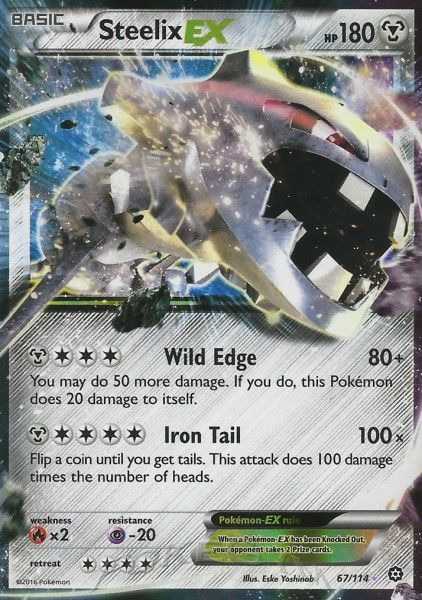 BASIC Steelix EX HP180
Wild Edge 80+
You may do 50 more damage. If you do, this Pokémon
does 20 damage to itself.
Iron Tail 100x
Flip a coin until you get tails. This attack does 100 damage
times the number of heads.
weakness resistance Pokémon-EX rule
×2 -20 When a Pokémon-EX has been Knocked Out,
your opponent takes 2 Prize cards.
retreat
©2016 Pokémon Illus. Eske Yoshinob 67/114